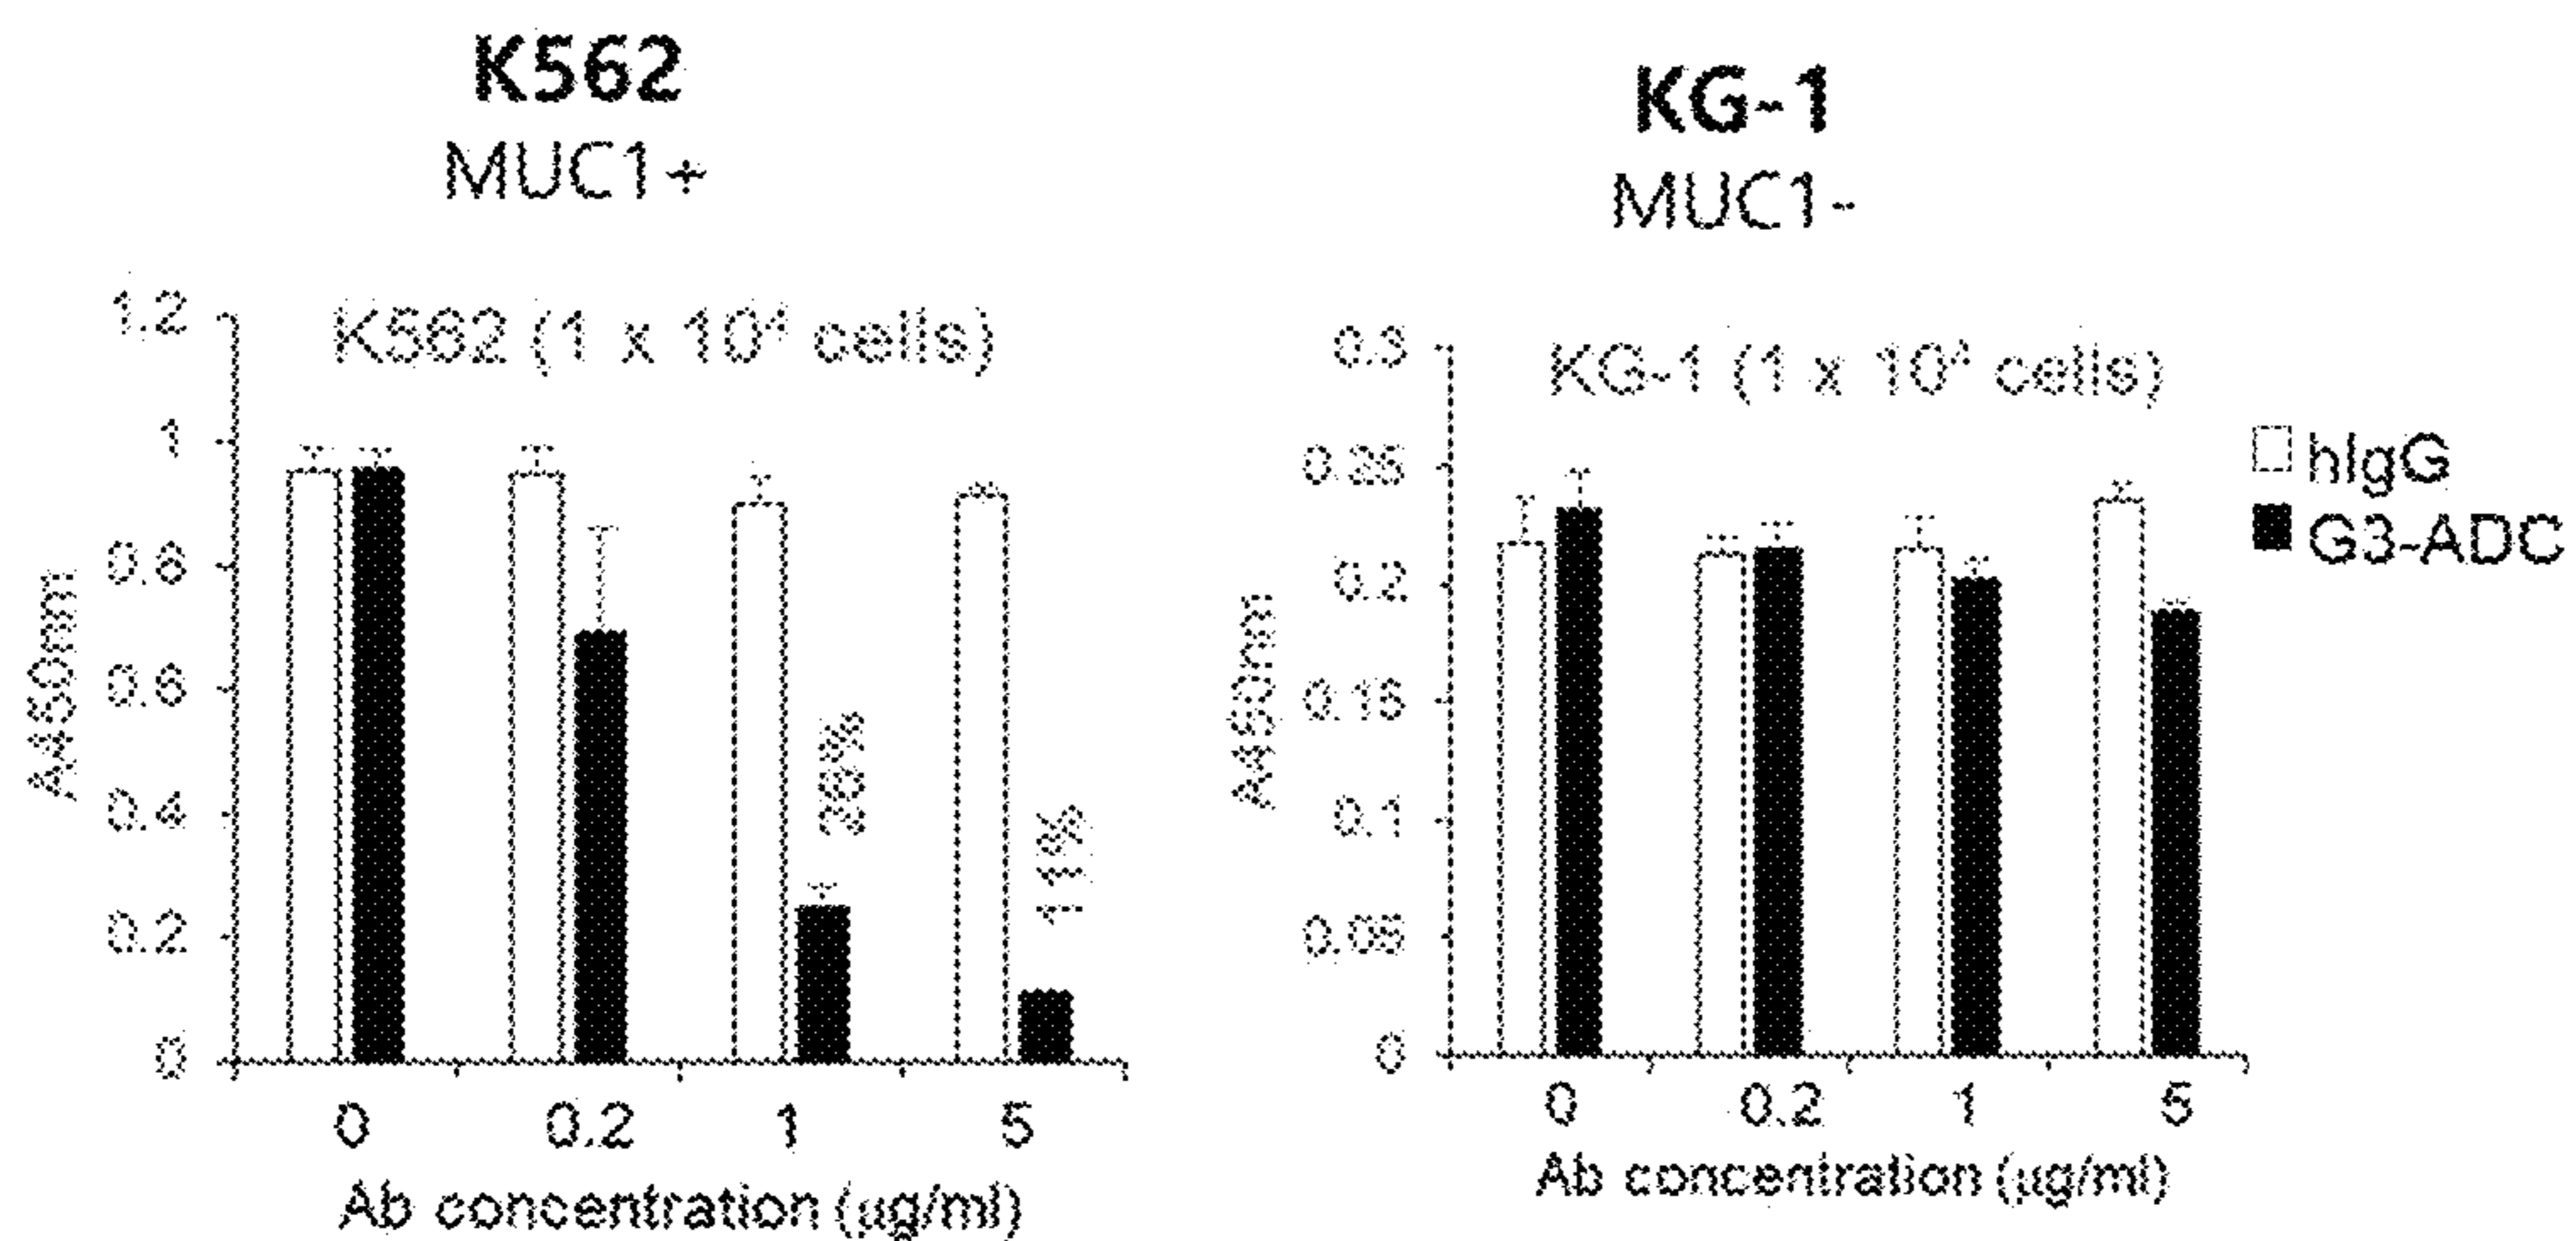 K562
MUC1+
K562 (1 x 10⁴ cells)
1.2
1
0.8
0.6
0.4
0.2
0
A450nm
11%
0
0.2
1
5
Ab concentration (µg/ml)
KG-1
MUC1-
KG-1 (1 x 10⁴ cells)
0.3
0.25
0.2
0.15
0.1
0.05
0
A450nm
0
0.2
1
5
Ab concentration (µg/ml)
hIgG
G3-ADC